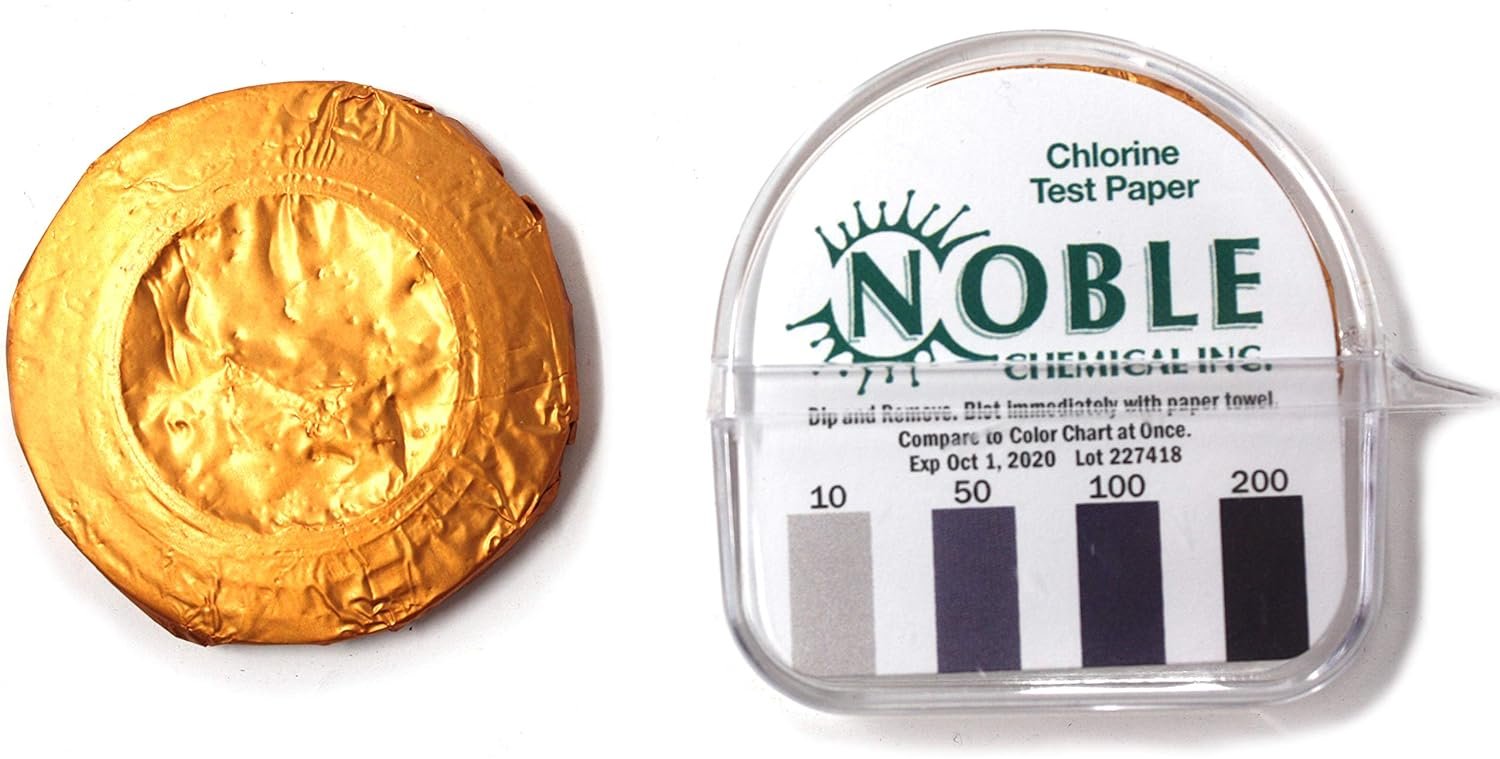 Chlorine
Test Paper
NOBLE
CHEMICAL INC.
Dip and Remove. Blot immediately with paper towel.
Compare to Color Chart at Once.
Exp Oct 1, 2020 Lot 227418
10 50 100 200